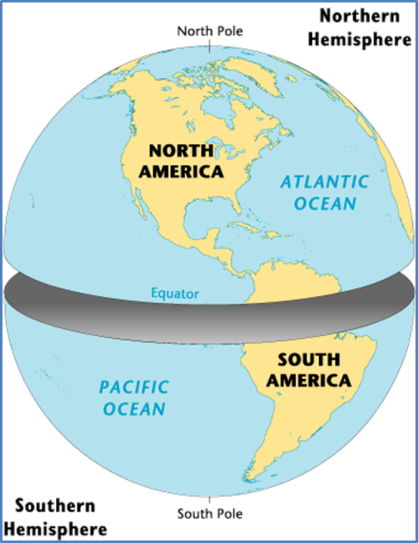 Northern
Hemisphere
North Pole
NORTH
AMERICA
ATLANTIC
OCEAN
Equator
SOUTH
AMERICA
PACIFIC
OCEAN
Southern
Hemisphere
South Pole